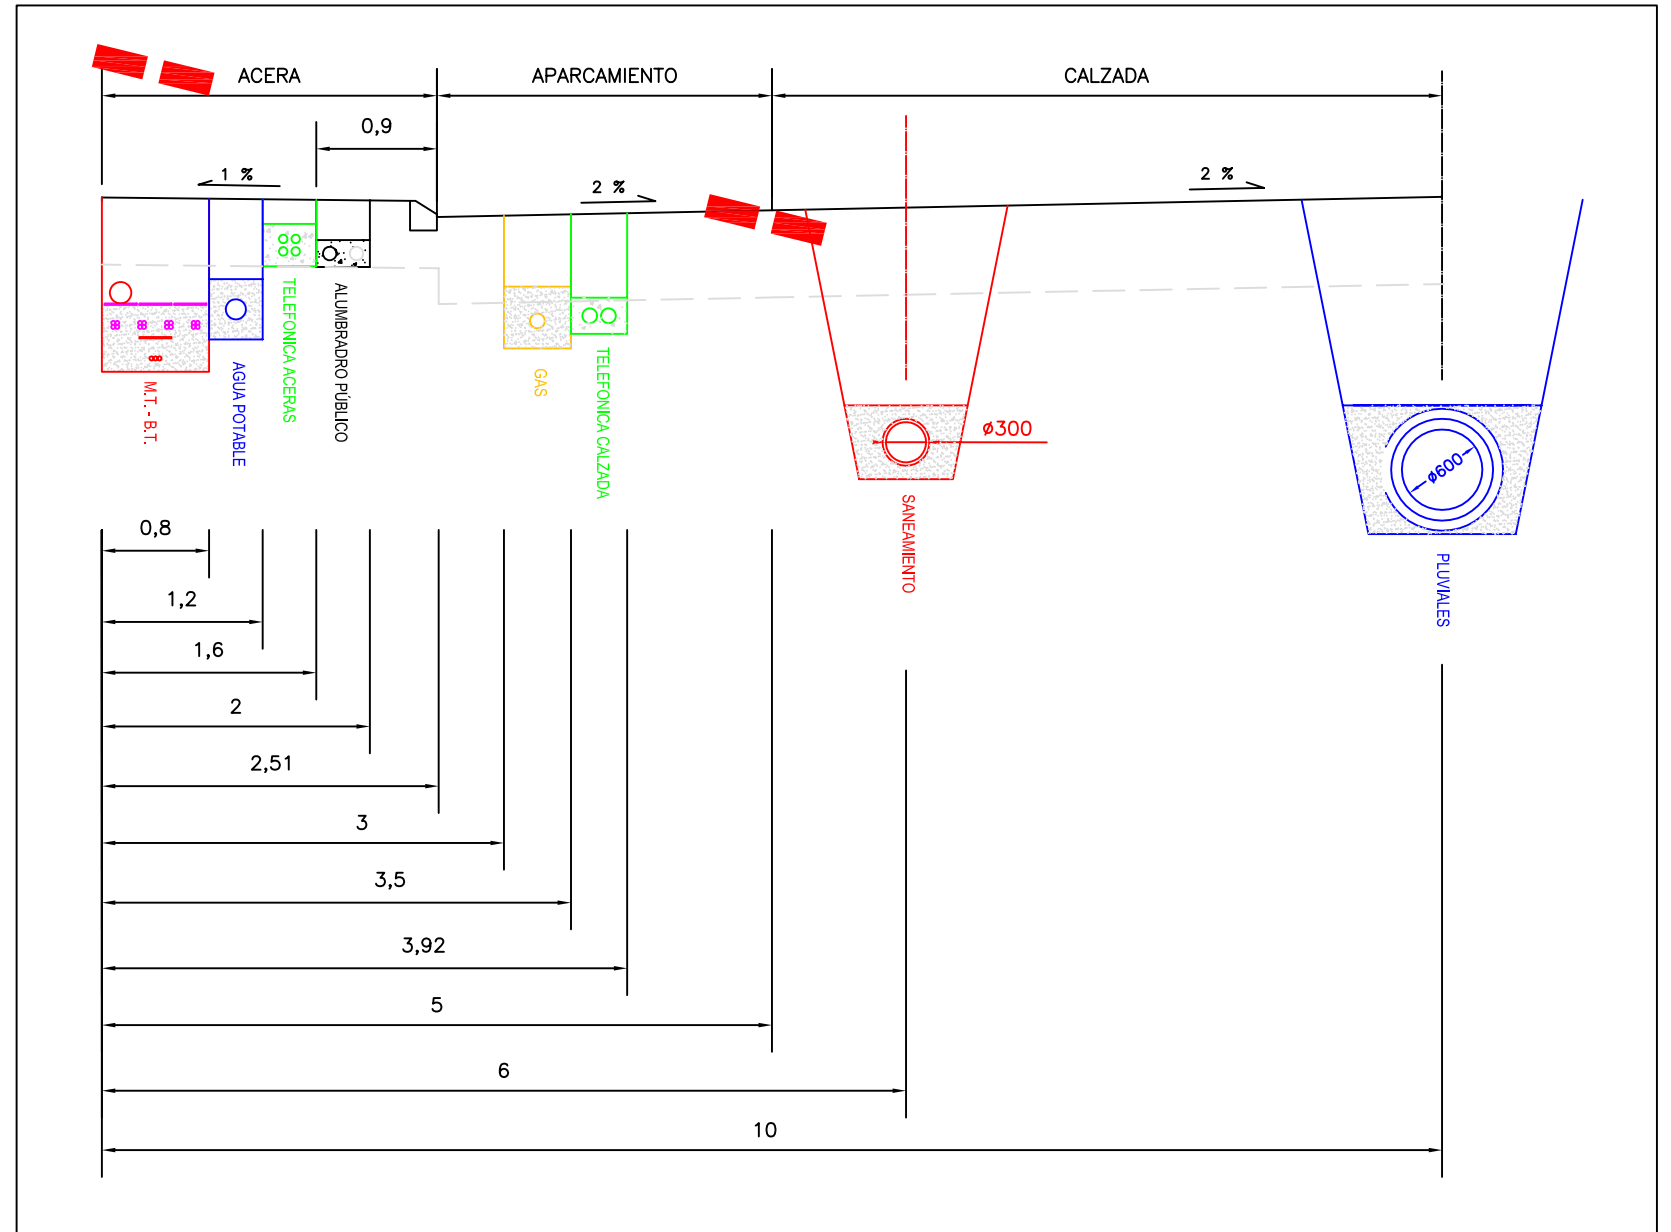 ACERA
APARCAMIENTO
CALZADA
0,9
1 %
2 %
2 %
M.T. - B.T.
AGUA POTABLE
TELEFONICA ACERAS
ALUMBRADRO PÚBLICO
GAS
TELEFONICA CALZADA
ø300
SANEAMIENTO
ø600
PLUVIALES
0,8
1,2
1,6
2
2,51
3
3,5
3,92
5
6
10